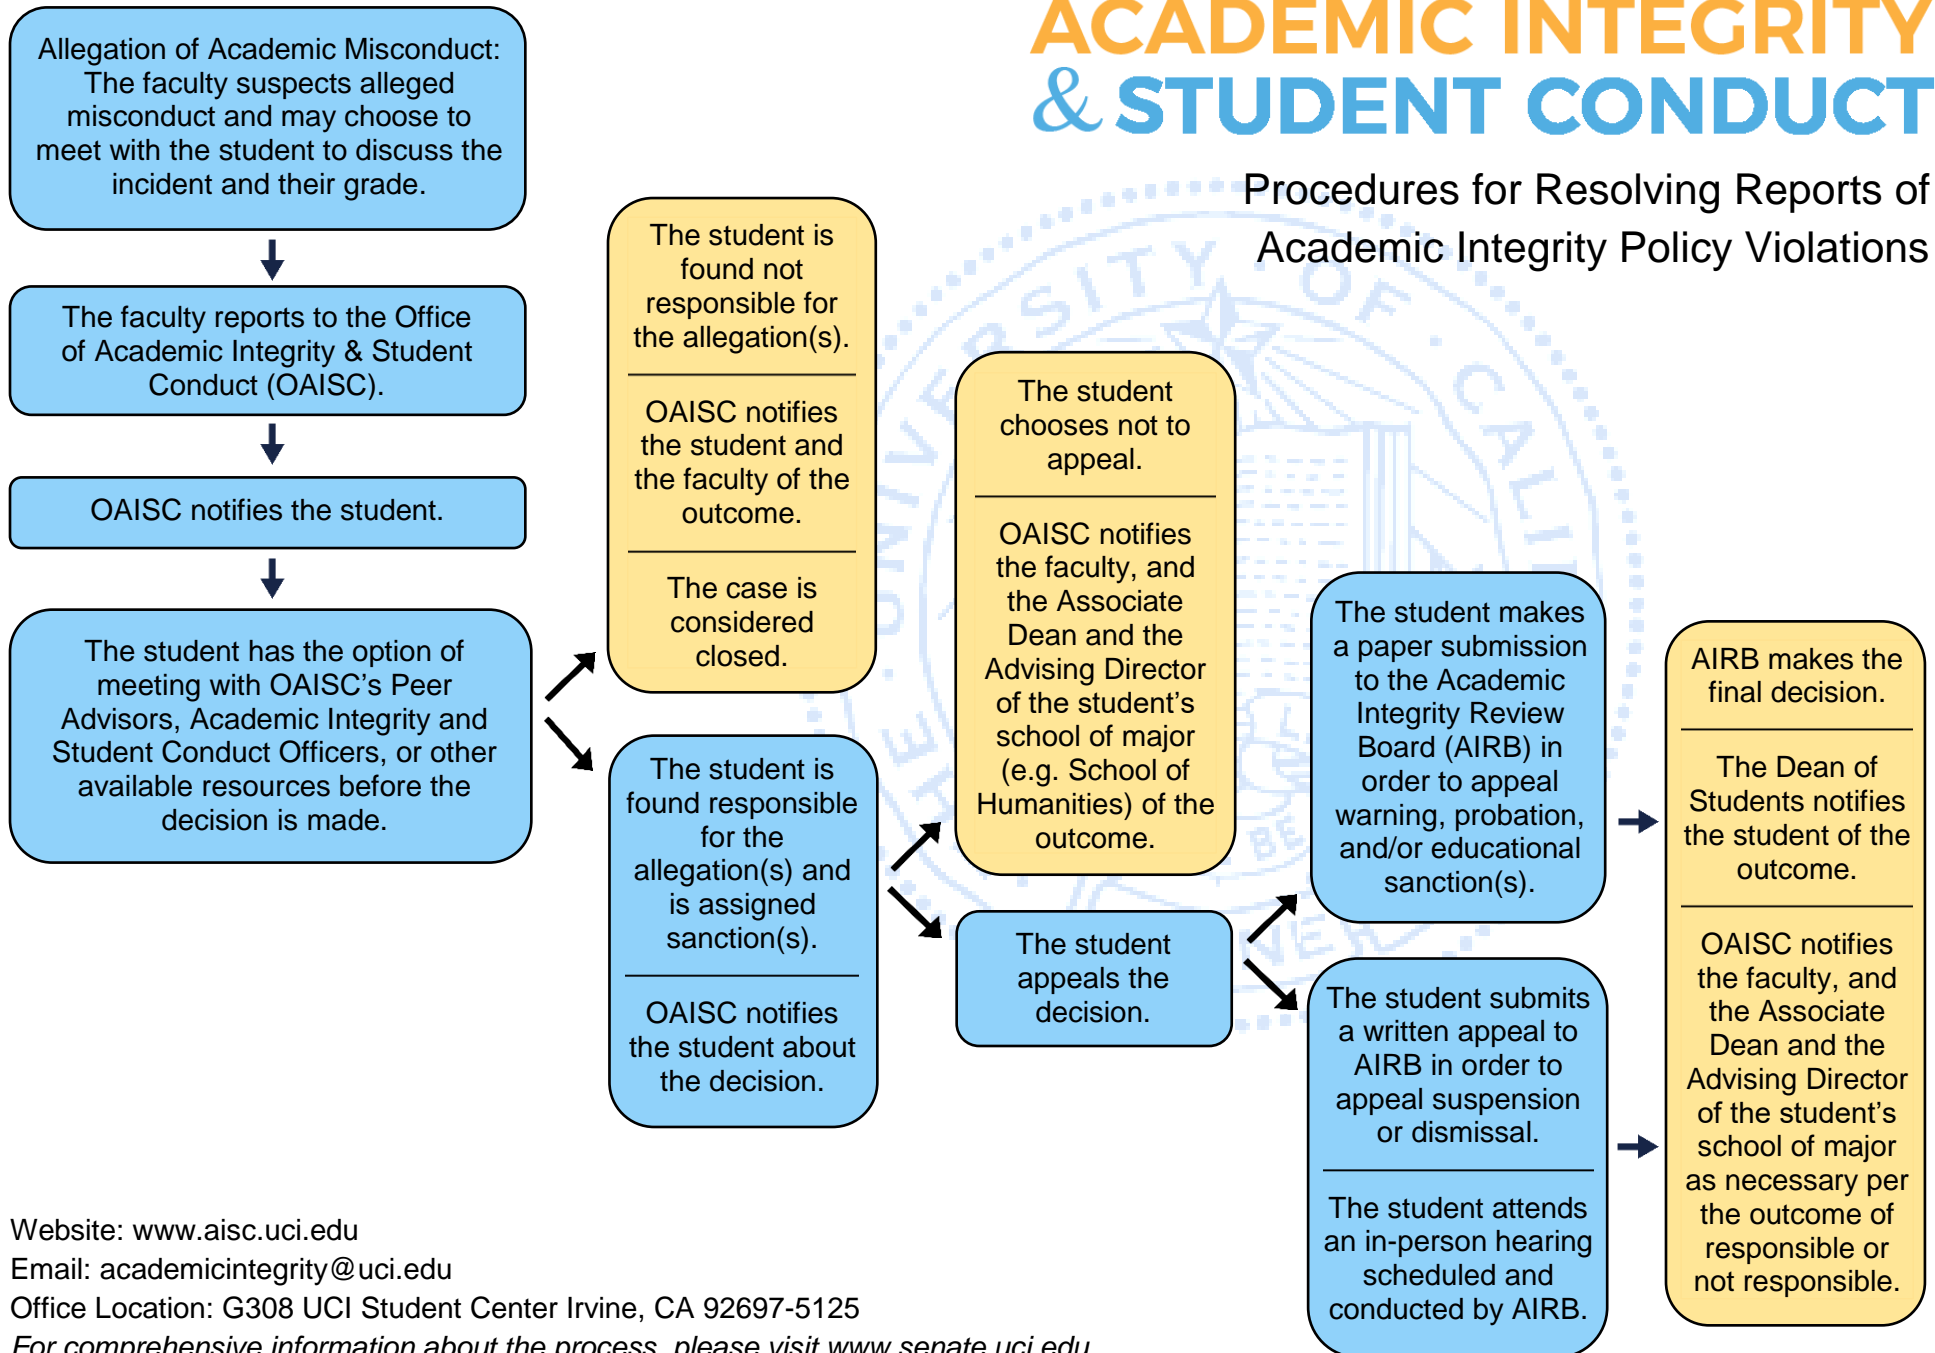 ACADEMIC INTEGRITY
& STUDENT CONDUCT
Procedures for Resolving Reports of
Academic Integrity Policy Violations
Allegation of Academic Misconduct:
The faculty suspects alleged
misconduct and may choose to
meet with the student to discuss the
incident and their grade.
The faculty reports to the Office
of Academic Integrity & Student
Conduct (OAISC).
OAISC notifies the student.
The student has the option of
meeting with OAISC’s Peer
Advisors, Academic Integrity and
Student Conduct Officers, or other
available resources before the
decision is made.
The student is
found not
responsible for
the allegation(s).
OAISC notifies
the student and
the faculty of the
outcome.
The case is
considered
closed.
The student is
found responsible
for the
allegation(s) and
is assigned
sanction(s).
OAISC notifies
the student about
the decision.
The student
chooses not to
appeal.
OAISC notifies
the faculty, and
the Associate
Dean and the
Advising Director
of the student’s
school of major
(e.g. School of
Humanities) of the
outcome.
The student
appeals the
decision.
The student makes
a paper submission
to the Academic
Integrity Review
Board (AIRB) in
order to appeal
warning, probation,
and/or educational
sanction(s).
The student submits
a written appeal to
AIRB in order to
appeal suspension
or dismissal.
The student attends
an in-person hearing
scheduled and
conducted by AIRB.
AIRB makes the
final decision.
The Dean of
Students notifies
the student of the
outcome.
OAISC notifies
the faculty, and
the Associate
Dean and the
Advising Director
of the student’s
school of major
as necessary per
the outcome of
responsible or
not responsible.
Website: www.aisc.uci.edu
Email: academicintegrity@uci.edu
Office Location: G308 UCI Student Center Irvine, CA 92697-5125
For comprehensive information about the process, please visit www.senate.uci.edu